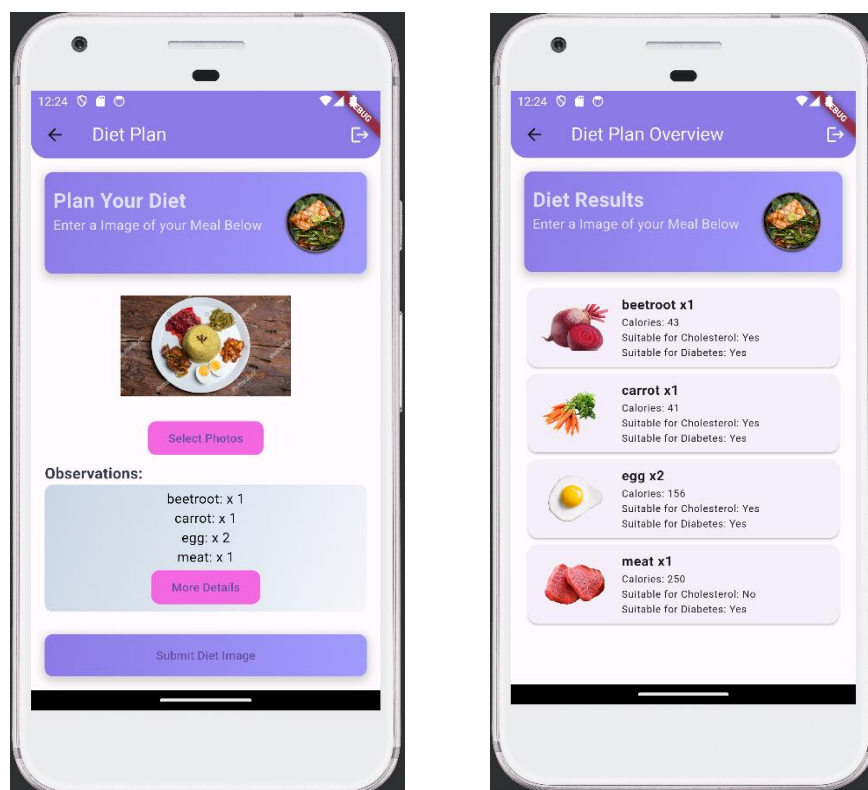 12:24
DEBUG
Diet Plan
Plan Your Diet
Enter a Image of your Meal Below
Select Photos
Observations:
beetroot: x 1
carrot: x 1
egg: x 2
meat: x 1
More Details
Submit Diet Image
12:24
DEBUG
Diet Plan Overview
Diet Results
Enter a Image of your Meal Below
beetroot x1
Calories: 43
Suitable for Cholesterol: Yes
Suitable for Diabetes: Yes
carrot x1
Calories: 41
Suitable for Cholesterol: Yes
Suitable for Diabetes: Yes
egg x2
Calories: 156
Suitable for Cholesterol: Yes
Suitable for Diabetes: Yes
meat x1
Calories: 250
Suitable for Cholesterol: No
Suitable for Diabetes: Yes